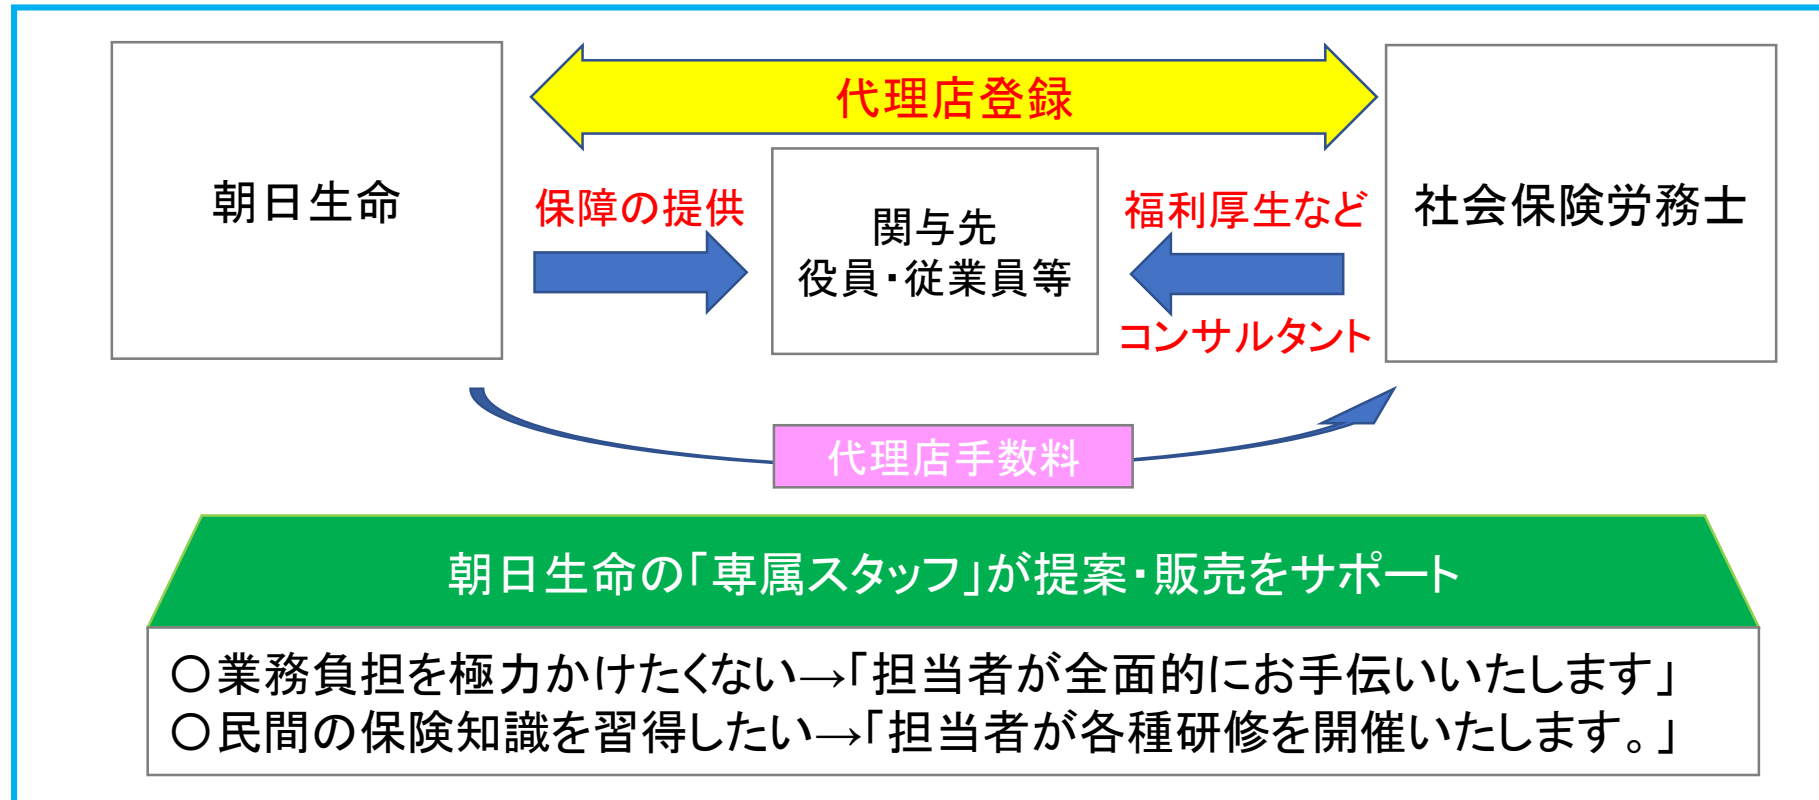 代理店登録
朝日生命
保障の提供
関与先
役員・従業員等
福利厚生など
コンサルタント
社会保険労務士
代理店手数料
朝日生命の「専属スタッフ」が提案・販売をサポート
○業務負担を極力かけたくない→「担当者が全面的にお手伝いいたします」
○民間の保険知識を習得したい→「担当者が各種研修を開催いたします。」